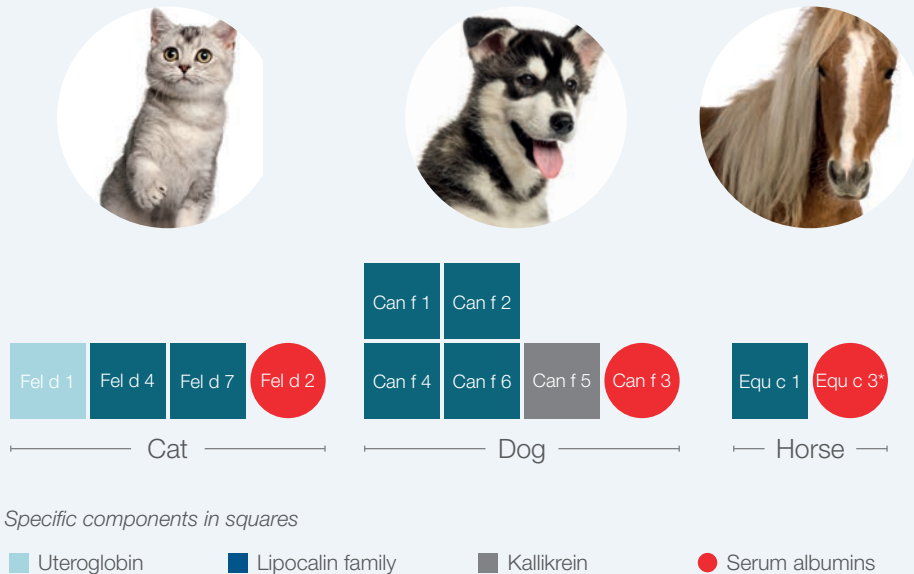 Can f 1 Can f 2
Fel d 1 Fel d 4 Fel d 7 Fel d 2 Can f 4 Can f 6 Can f 5 Can f 3 Equ c 1 Equ c 3*
Cat Dog Horse
Specific components in squares
Uteroglobin Lipocalin family Kallikrein Serum albumins